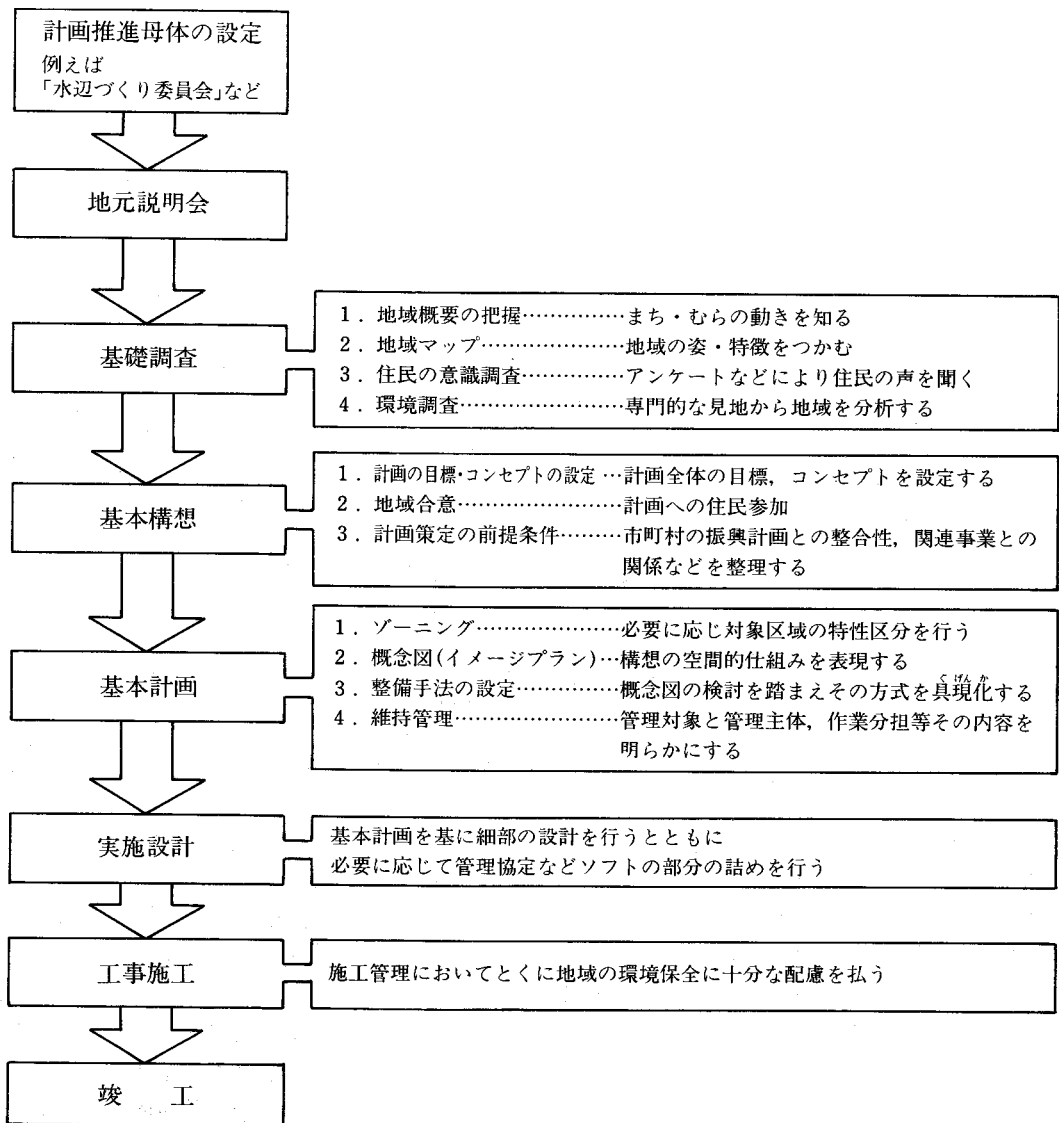 計画推進母体の設定
例えば
「水辺づくり委員会」など
地元説明会
基礎調査
1．地域概要の把握……………まち・むらの動きを知る
2．地域マップ…………………地域の姿・特徴をつかむ
3．住民の意識調査……………アンケートなどにより住民の声を聞く
4．環境調査……………………専門的な見地から地域を分析する
基本構想
1．計画の目標・コンセプトの設定…計画全体の目標，コンセプトを設定する
2．地域合意……………………計画への住民参加
3．計画策定の前提条件………市町村の振興計画との整合性，関連事業との
関係などを整理する
基本計画
1．ゾーニング…………………必要に応じ対象区域の特性区分を行う
2．概念図(イメージプラン)…構想の空間的仕組みを表現する
ぐげんか
3．整備手法の設定……………概念図の検討を踏まえその方式を具現化する
4．維持管理……………………管理対象と管理主体，作業分担等その内容を
明らかにする
実施設計
基本計画を基に細部の設計を行うとともに
必要に応じて管理協定などソフトの部分の詰めを行う
工事施工
施工管理においてとくに地域の環境保全に十分な配慮を払う
竣　工